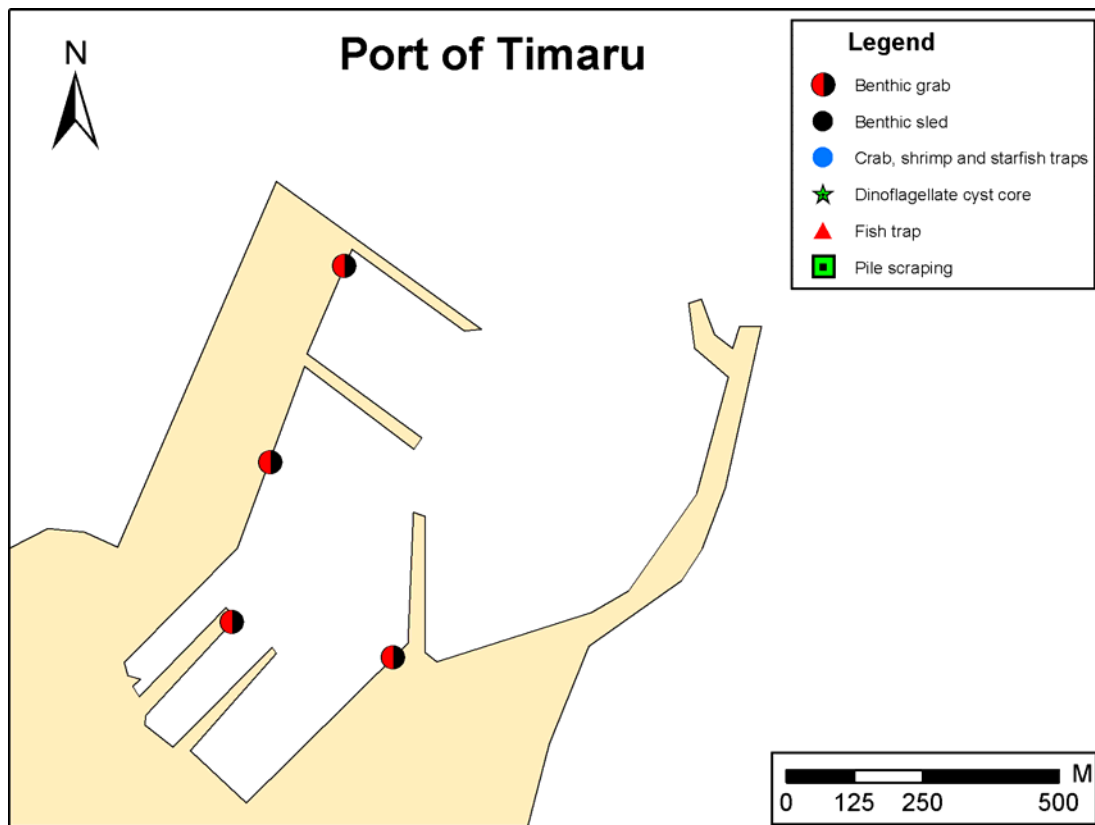 Port of Timaru
N
Legend
Benthic grab
Benthic sled
Crab, shrimp and starfish traps
Dinoflagellate cyst core
Fish trap
Pile scraping
M
0 125 250 500